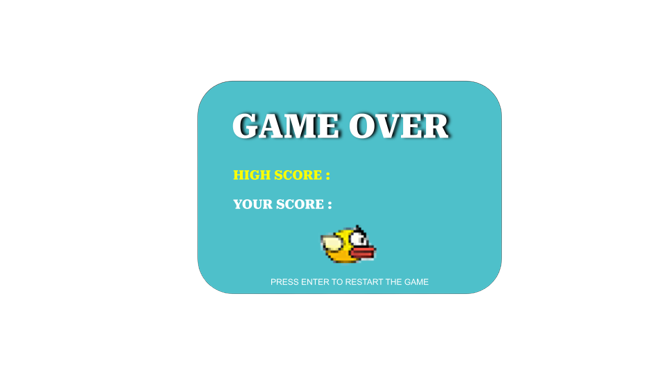 GAME OVER
HIGH SCORE :
YOUR SCORE :
PRESS ENTER TO RESTART THE GAME